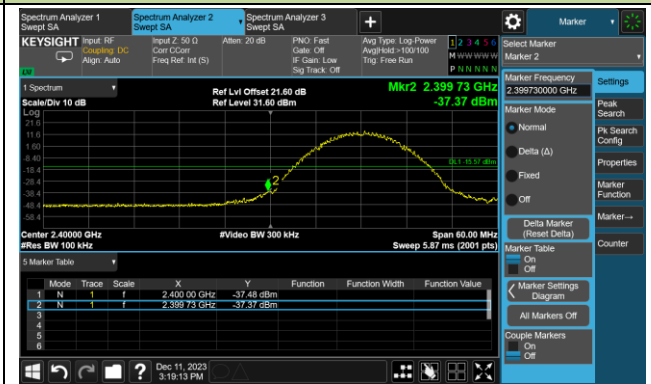 Spectrum Analyzer 1
Swept SA
Spectrum Analyzer 2
Swept SA
Spectrum Analyzer 3
Swept SA
Marker
KEYSIGHT
Input: RF
Coupling: DC
Align: Auto
Input Z: 50 Ω
Corr CCorr
Freq Ref: Int (S)
Atten: 20 dB
PNO: Fast
Gate: Off
IF Gain: Low
Sig Track: Off
Avg Type: Log-Power
Avg|Hold:>100/100
Trig: Free Run
1 2 3 4 5 6
M W W W W W
P N N N N N
LXI
Select Marker
Marker 2
1 Spectrum
Scale/Div 10 dB
Log
Ref Lvl Offset 21.60 dB
Ref Level 31.60 dBm
Mkr2 2.399 73 GHz
-37.37 dBm
21.6
11.6
1.60
-8.40
-18.4
-28.4
-38.4
-48.4
-58.4
DL1 -15.57 dBm
2
Center 2.40000 GHz
#Res BW 100 kHz
#Video BW 300 kHz
Span 60.00 MHz
Sweep 5.87 ms (2001 pts)
5 Marker Table
Mode Trace Scale X Y Function Function Width Function Value
1 N 1 f 2.400 00 GHz -37.48 dBm
2 N 1 f 2.399 73 GHz -37.37 dBm
3
4
5
6
Marker Frequency
2.399730000 GHz
Marker Mode
Normal
Delta (Δ)
Fixed
Off
Delta Marker
(Reset Delta)
Marker Table
On
Off
Marker Settings
Diagram
All Markers Off
Couple Markers
On
Off
Settings
Peak
Search
Pk Search
Config
Properties
Marker
Function
Marker→
Counter
?
Dec 11, 2023
3:19:13 PM